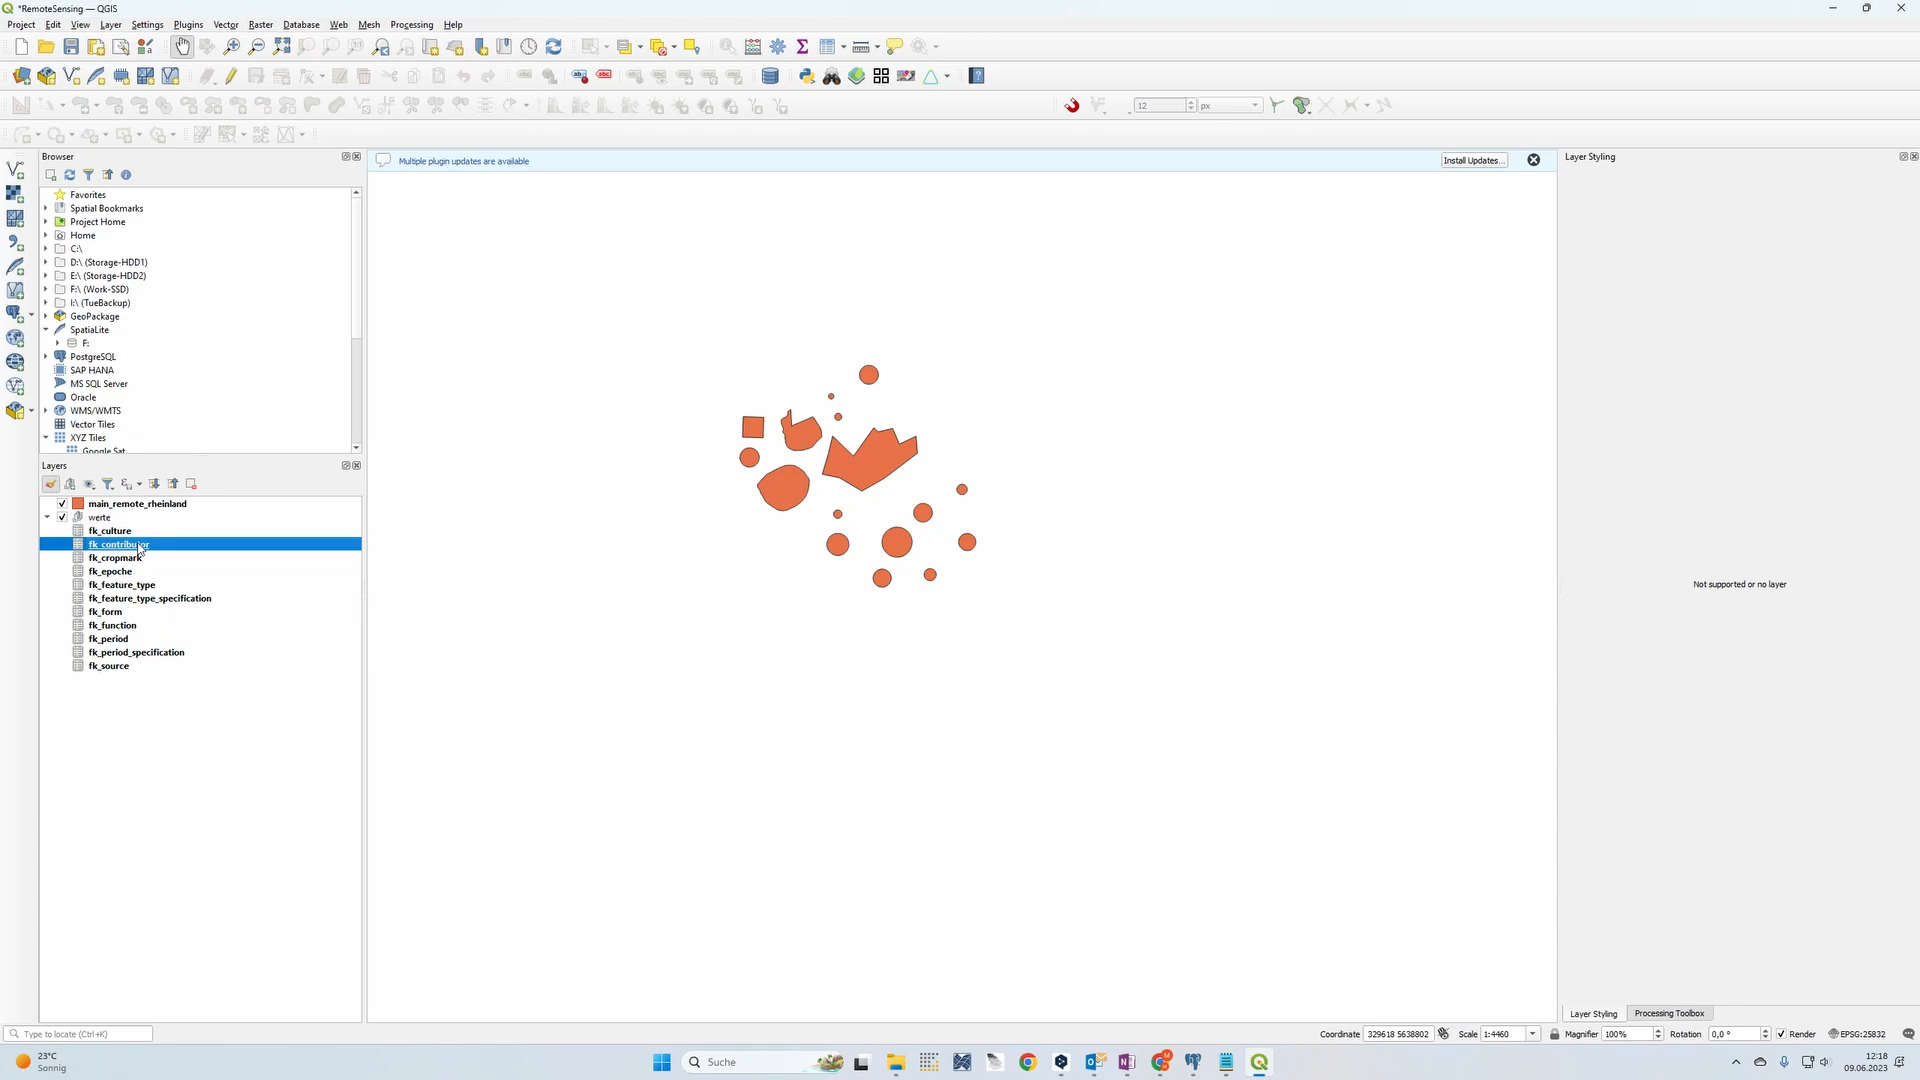 *RemoteSensing — QGIS
Project Edit View Layer Settings Plugins Vector Raster Database Web Mesh Processing Help
12 px
Browser
Multiple plugin updates are available
Install Updates...
Layer Styling
Favorites
Spatial Bookmarks
Project Home
Home
C:\
D:\ (Storage-HDD1)
E:\ (Storage-HDD2)
F:\ (Work-SSD)
I:\ (TueBackup)
GeoPackage
SpatiaLite
F:
PostgreSQL
SAP HANA
MS SQL Server
Oracle
WMS/WMTS
Vector Tiles
XYZ Tiles
Google Sat
Layers
main_remote_rheinland
werte
fk_culture
fk_contributor
fk_cropmark
fk_epoche
fk_feature_type
fk_feature_type_specification
fk_form
fk_function
fk_period
fk_period_specification
fk_source
Not supported or no layer
Layer Styling Processing Toolbox
Type to locate (Ctrl+K)
Coordinate 329618 5638802 Scale 1:4460 Magnifier 100% Rotation 0,0 ° Render EPSG:25832
23°C
Sonnig
Suche
12:18
09.06.2023